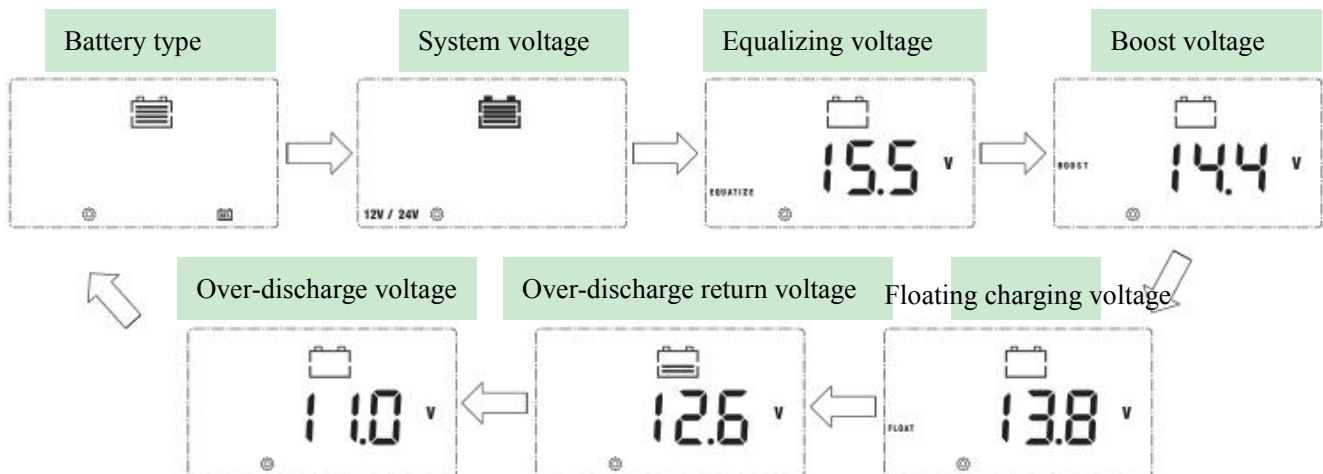 Battery type
System voltage
Equalizing voltage
Boost voltage
12V / 24V
EQUATIZE
15.5 V
BOOST
14.4 V
Over-discharge voltage
Over-discharge return voltage
Floating charging voltage
11.0 V
12.6 V
FLOAT
13.8 V